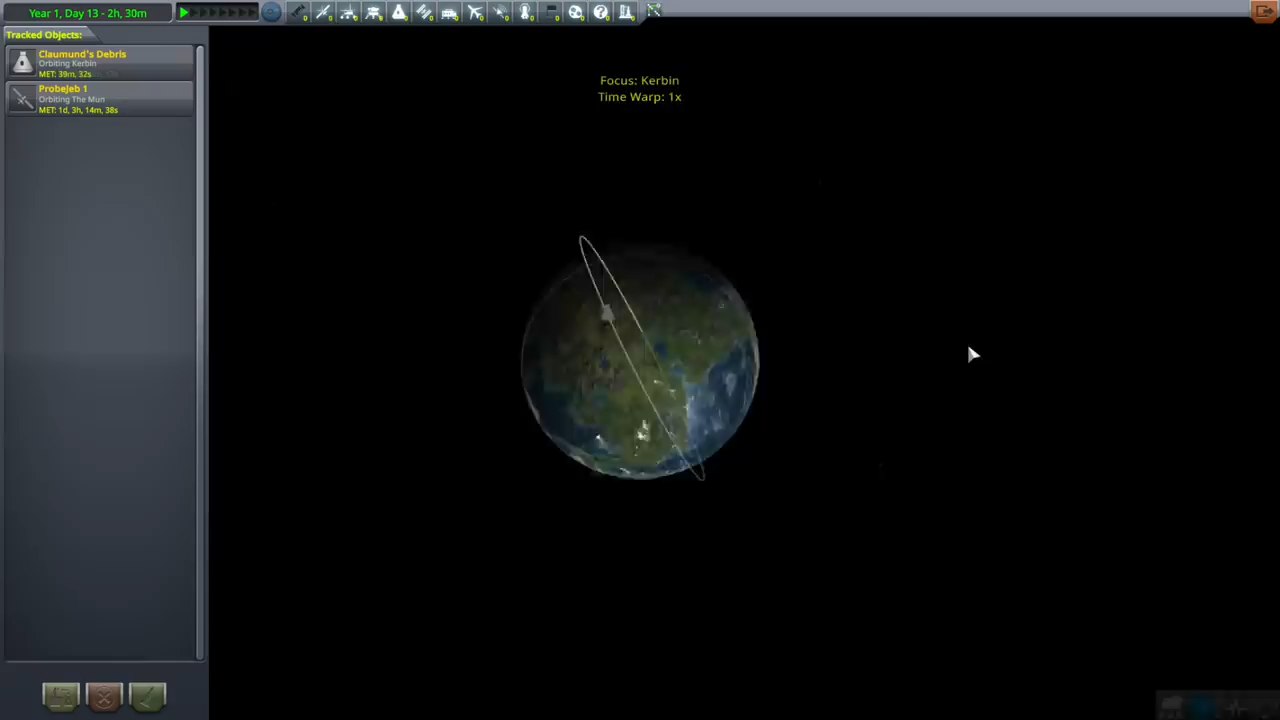 Year 1, Day 13 - 2h, 30m
Tracked Objects:
Claumund's Debris
Orbiting Kerbin
MET: 39m, 32s
ProbeJeb 1
Orbiting The Mun
MET: 1d, 3h, 14m, 38s
Focus: Kerbin
Time Warp: 1x